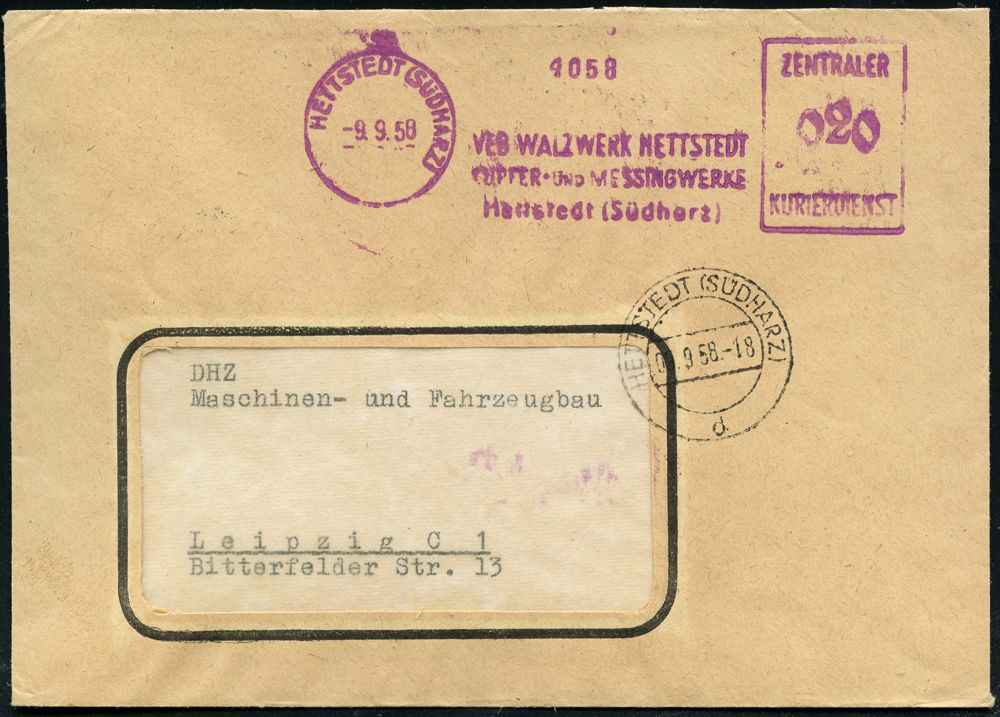 HETTSTEDT (SÜDHARZ)
-9.9.58
4058
VEB WALZWERK HETTSTEDT
KUPFER- UND MESSINGWERKE
Hettstedt (Südharz)
ZENTRALER
020
KURIERDIENST
HETTSTEDT (SÜDHARZ)
9.58.-18
d
DHZ
Maschinen- und Fahrzeugbau
Leipzig C 1
Bitterfelder Str. 13